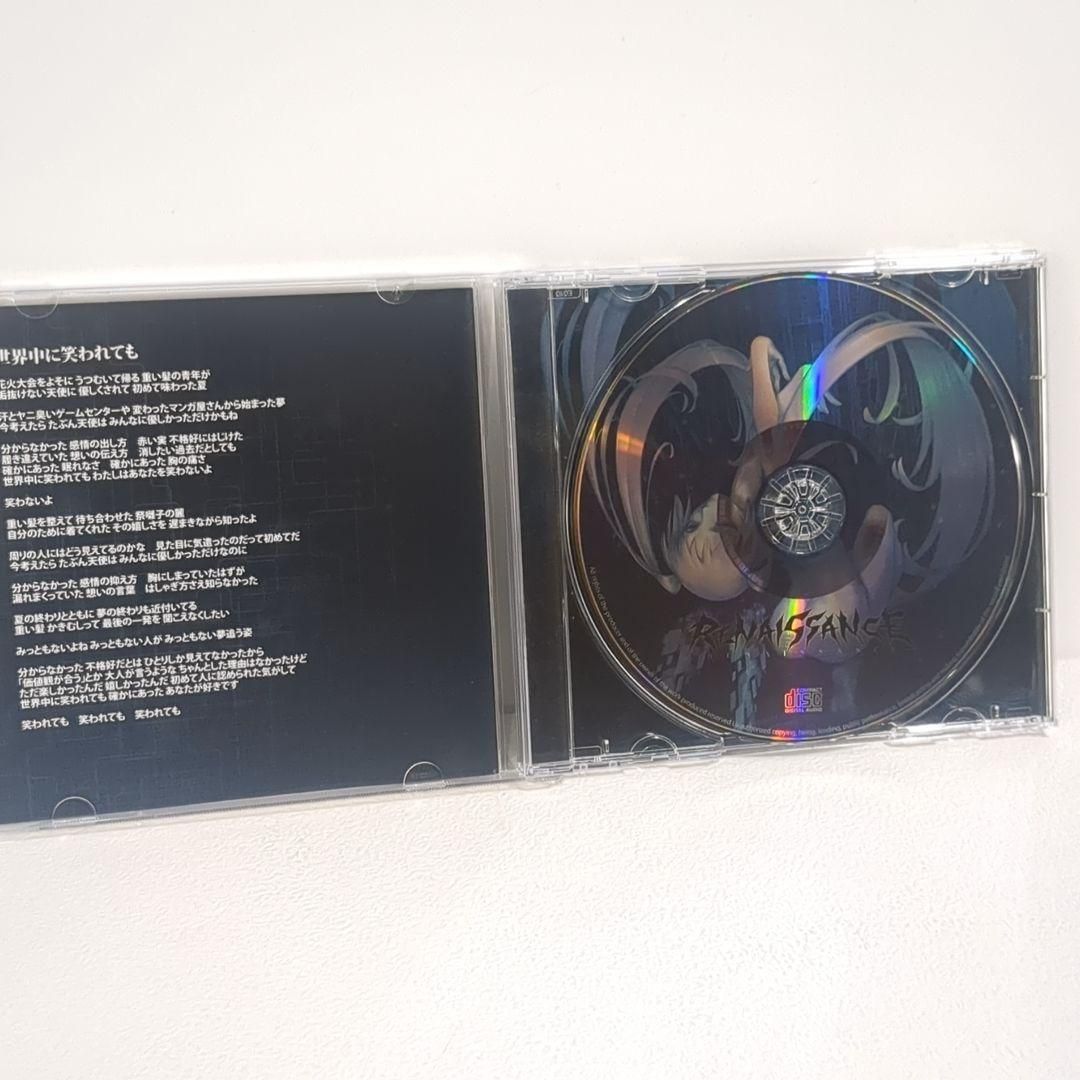 世界中に笑われても
花火大会をよそに うつむいて帰る 重い髪の青年が
垢抜けない天使に 優しくされて 初めて味わった夏
汗とヤニ臭いゲームセンターや 変わったマンガ屋さんから始まった夢
今考えたら たぶん天使は みんなに優しかっただけかもね
分からなかった 感情の出し方　赤い実 不格好にはじけた
履き違えていた 想いの伝え方　消したい過去だとしても
確かにあった 眠れなさ　確かにあった 胸の痛さ
世界中に笑われても わたしはあなたを笑わないよ
笑わないよ
重い髪を整えて 待ち合わせた 祭囃子の麓
自分のために着てくれた その嬉しさを 遅まきながら知ったよ
周りの人にはどう見えてるのかな　見た目に気遣ったのだって初めてだ
今考えたら たぶん天使は みんなに優しかっただけなのに
分からなかった 感情の抑え方　胸にしまっていたはずが
漏れまくっていた 想いの言葉　はしゃぎ方さえ知らなかった
夏の終わりとともに 夢の終わりも近付いてる
重い髪 かきむしって 最後の一発を 聞こえなくしたい
みっともないよね みっともない人が みっともない夢追う姿
分からなかった 不格好だとは ひとりしか見えてなかったから
「価値観が合う」とか 大人が言うような ちゃんとした理由はなかったけど
ただ楽しかったんだ 嬉しかったんだ 初めて人に認められた気がして
世界中に笑われても 確かにあった あなたが好きです
笑われても　笑われても　笑われても
RENAISSANCE
COMPACT
disc
DIGITAL AUDIO
All rights of the producer and of the owner of the work produced reserved Unauthorized copying, hiring, lending, public performance